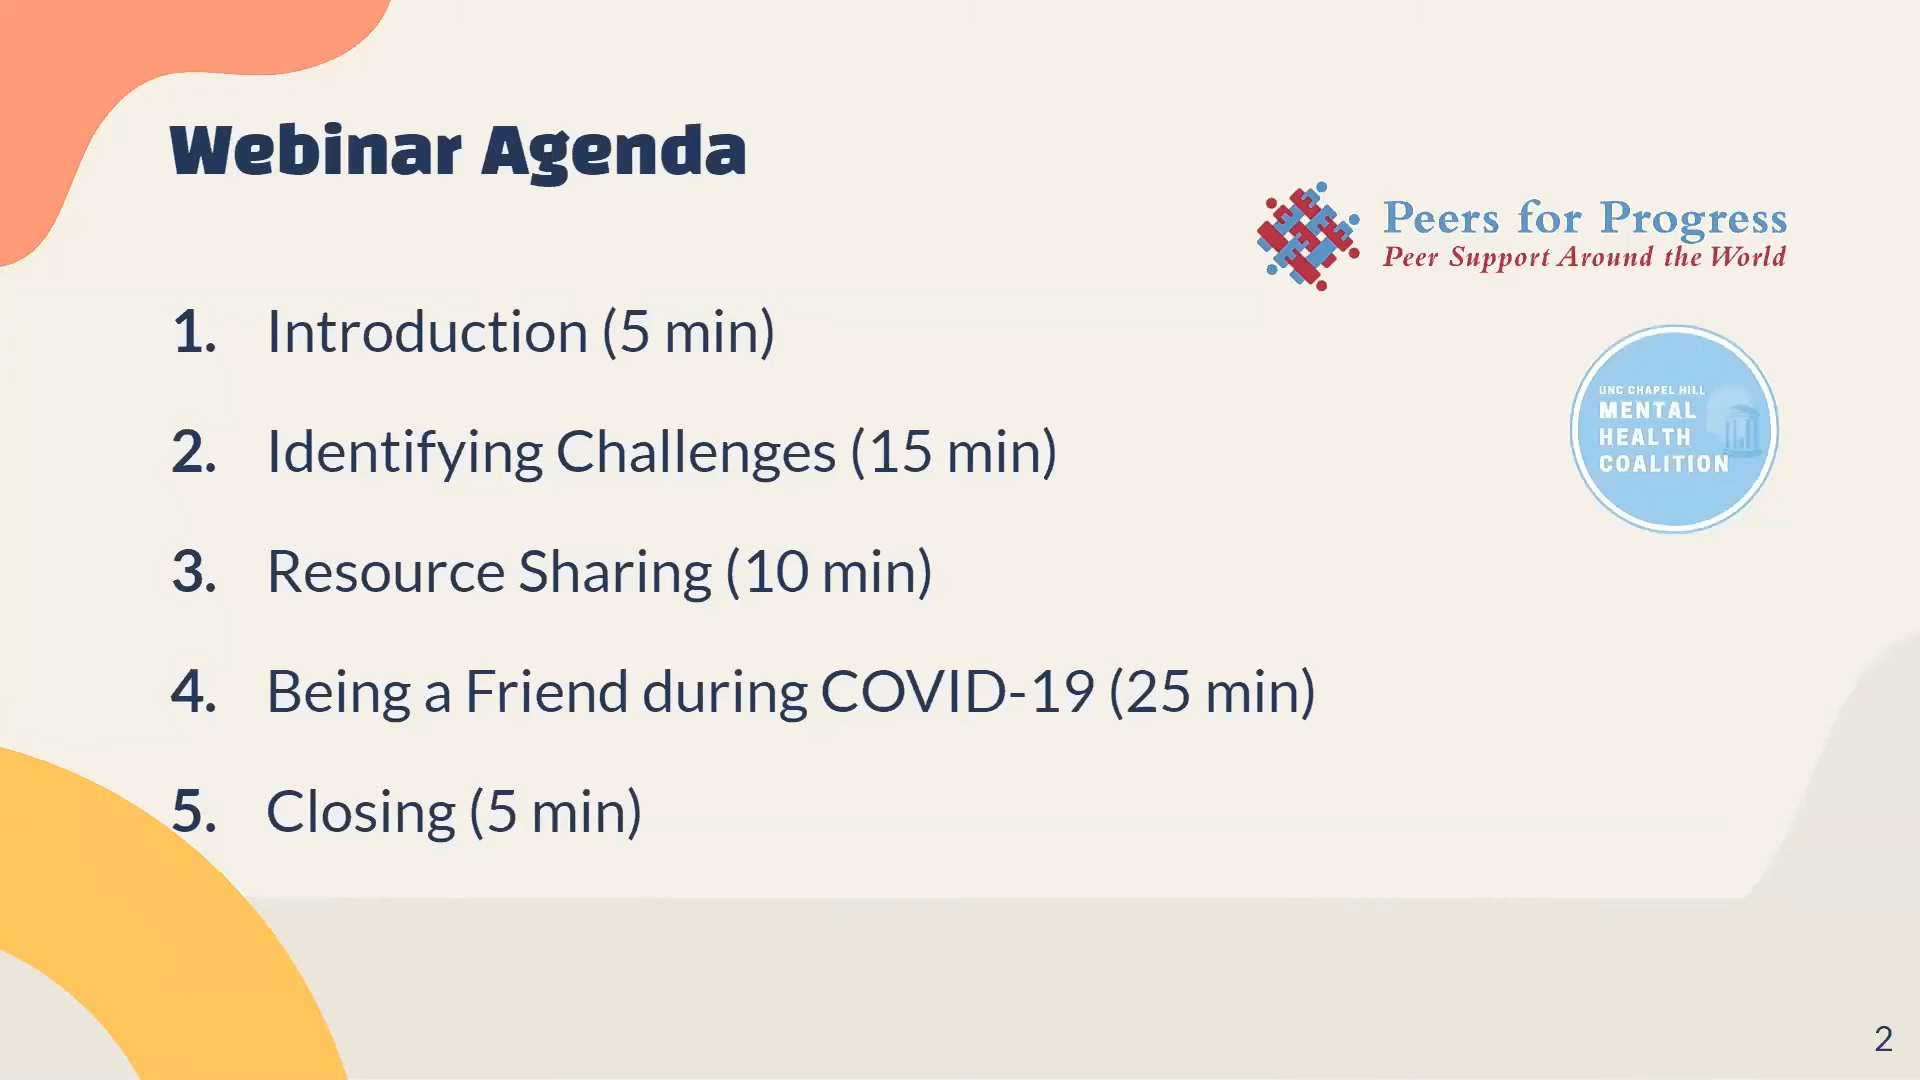 Webinar Agenda
Peers for Progress
Peer Support Around the World
1. Introduction (5 min)
2. Identifying Challenges (15 min)
3. Resource Sharing (10 min)
4. Being a Friend during COVID-19 (25 min)
5. Closing (5 min)
UNC CHAPEL HILL
MENTAL
HEALTH
COALITION
2